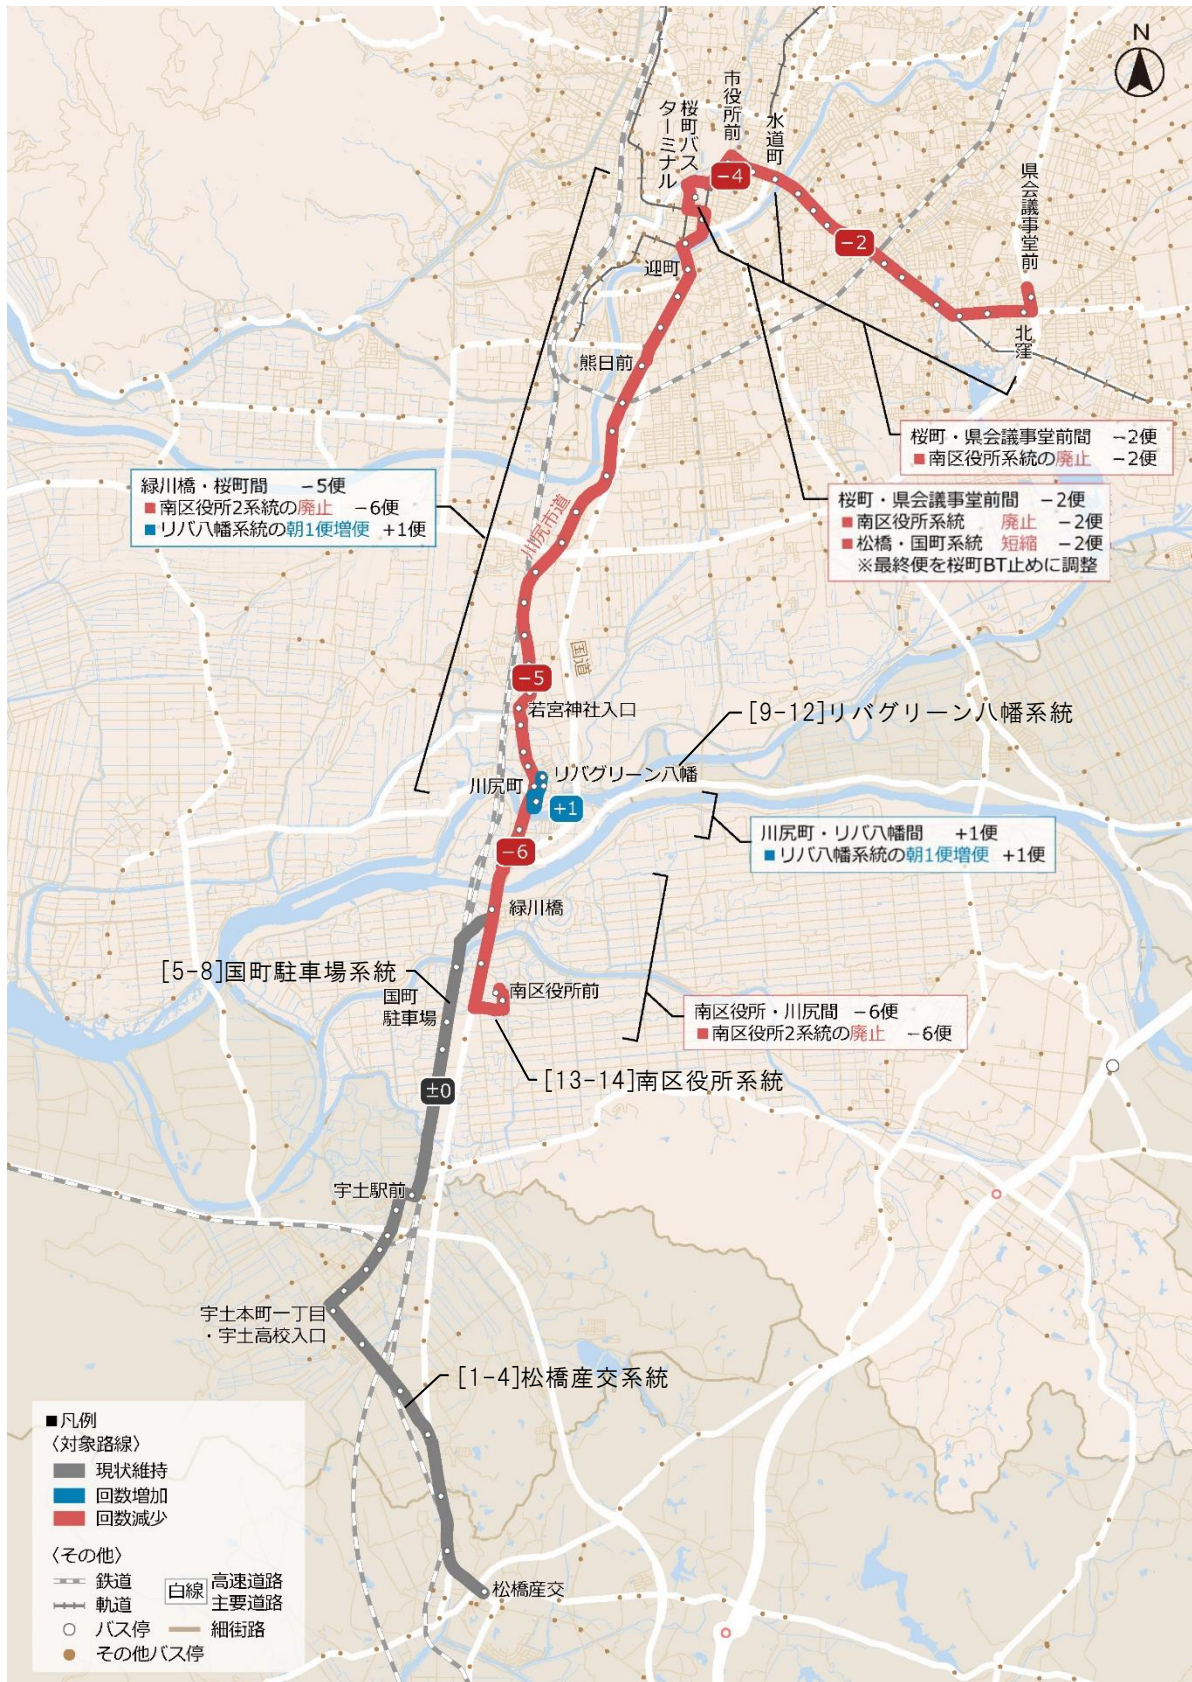 N
市役所前
桜町バス
ターミナル
水道町
県会議事堂前
−4
−2
迎町
北窪
熊日前
桜町・県会議事堂前間 −2便
■南区役所系統の廃止 −2便
緑川橋・桜町間 −5便
■南区役所2系統の廃止 −6便
■リバ八幡系統の朝1便増便 +1便
桜町・県会議事堂前間 −2便
■南区役所系統 廃止 −2便
■松橋・国町系統 短縮 −2便
※最終便を桜町BT止めに調整
川尻市道
国道
−5
若宮神社入口
[9-12]リバグリーン八幡系統
リバグリーン八幡
川尻町
+1
川尻町・リバ八幡間 +1便
■リバ八幡系統の朝1便増便 +1便
−6
緑川橋
[5-8]国町駐車場系統
国町
駐車場
南区役所前
南区役所・川尻間 −6便
■南区役所2系統の廃止 −6便
[13-14]南区役所系統
±0
宇土駅前
宇土本町一丁目
・宇土高校入口
[1-4]松橋産交系統
松橋産交
■凡例
〈対象路線〉
現状維持
回数増加
回数減少
〈その他〉
鉄道
軌道
バス停
その他バス停
白線
高速道路
主要道路
細街路